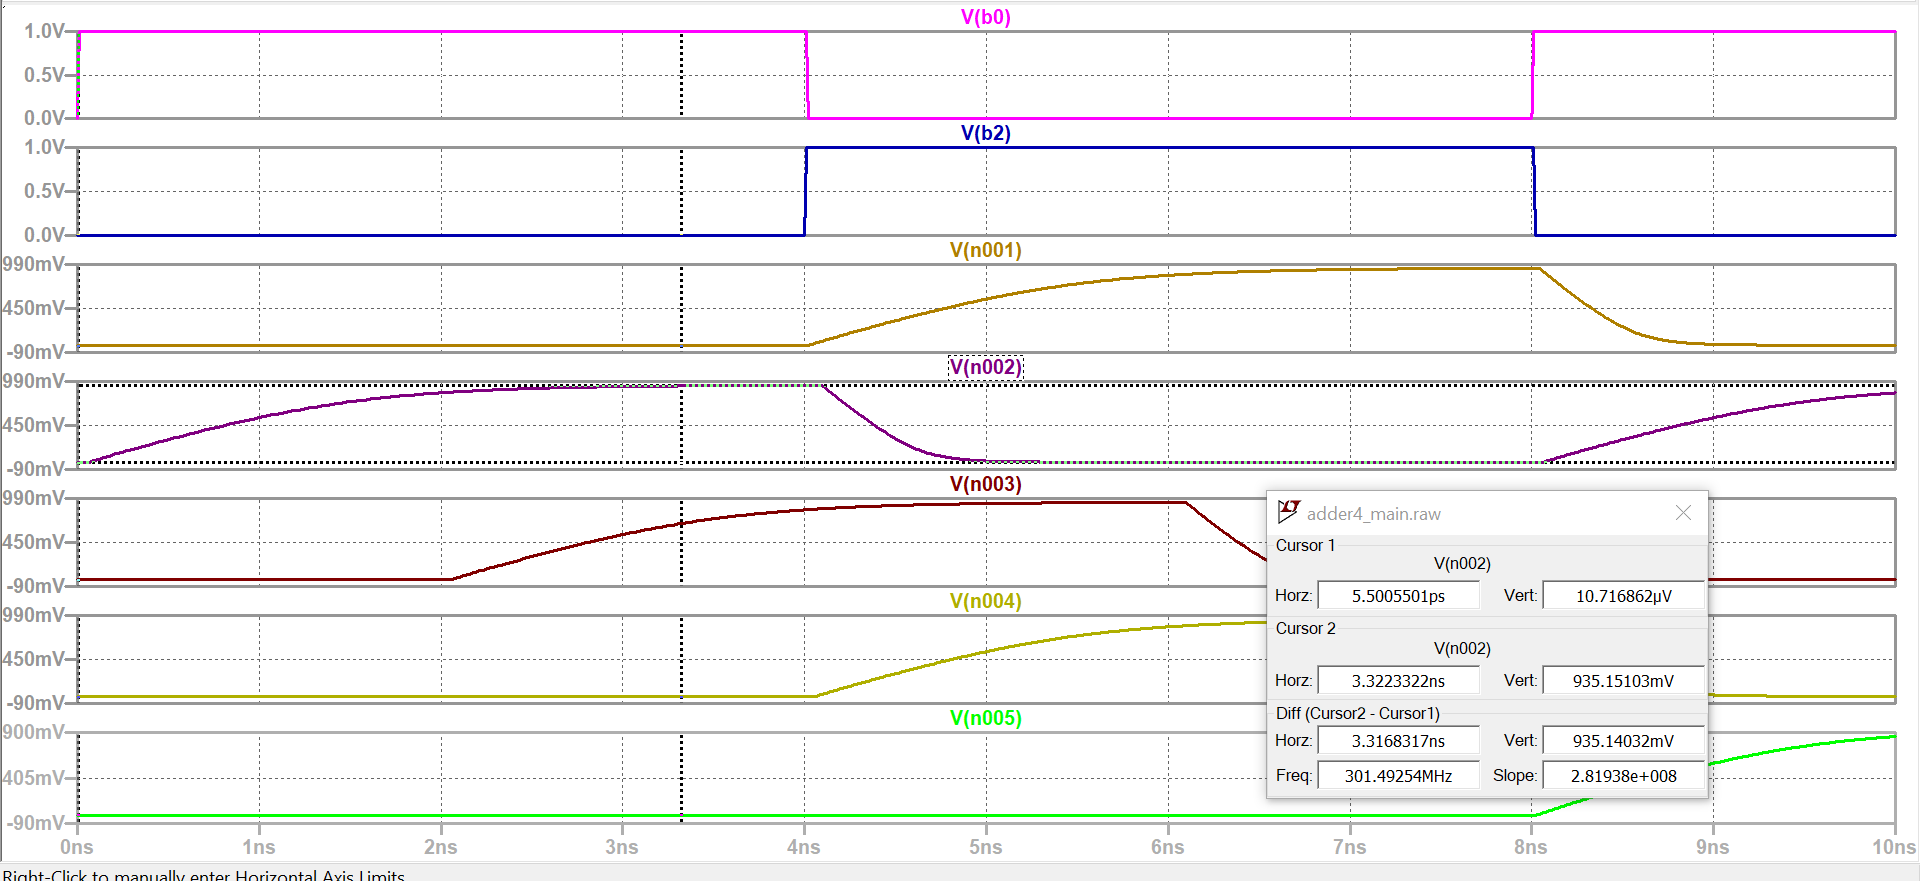 V(b0)
1.0V
0.5V
0.0V
V(b2)
1.0V
0.5V
0.0V
V(n001)
990mV
450mV
-90mV
V(n002)
990mV
450mV
-90mV
V(n003)
990mV
450mV
-90mV
V(n004)
990mV
450mV
-90mV
V(n005)
900mV
405mV
-90mV
0ns 1ns 2ns 3ns 4ns 5ns 6ns 7ns 8ns 9ns 10ns
adder4_main.raw
Cursor 1
V(n002)
Horz: 5.5005501ps Vert: 10.716862µV
Cursor 2
V(n002)
Horz: 3.3223322ns Vert: 935.15103mV
Diff (Cursor2 - Cursor1)
Horz: 3.3168317ns Vert: 935.14032mV
Freq: 301.49254MHz Slope: 2.81938e+008
Right-Click to manually enter Horizontal Axis Limits